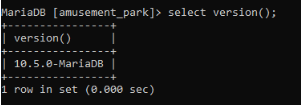 MariaDB [amusement_park]> select version();
+----------------+
| version()      |
+----------------+
| 10.5.0-MariaDB |
+----------------+
1 row in set (0.000 sec)